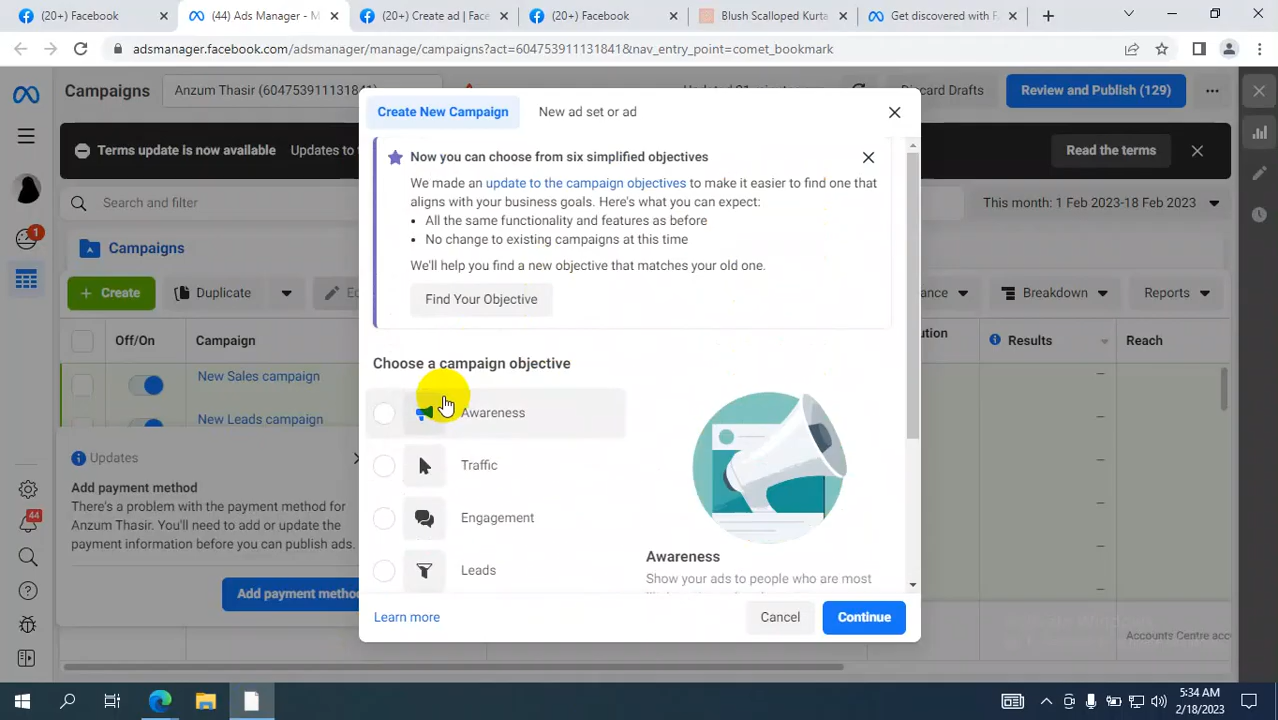 (20+) Facebook
(44) Ads Manager - M
(20+) Create ad | Face
(20+) Facebook
Blush Scalloped Kurta
Get discovered with F
adsmanager.facebook.com/adsmanager/manage/campaigns?act=604753911131841&nav_entry_point=comet_bookmark
Campaigns
Anzum Thasir (604753911131841)
Updated 21 minutes ago
Discard Drafts
Review and Publish (129)
Terms update is now available
Updates to
Read the terms
Search and filter
This month: 1 Feb 2023-18 Feb 2023
Campaigns
+ Create
Duplicate
Breakdown
Reports
Off/On
Campaign
Results
Reach
New Sales campaign
New Leads campaign
Updates
Add payment method
There's a problem with the payment method for
Anzum Thasir. You'll need to add or update the
payment information before you can publish ads.
Add payment method
1
44
Create New Campaign
New ad set or ad
Now you can choose from six simplified objectives
We made an update to the campaign objectives to make it easier to find one that
aligns with your business goals. Here's what you can expect:
• All the same functionality and features as before
• No change to existing campaigns at this time
We'll help you find a new objective that matches your old one.
Find Your Objective
Choose a campaign objective
Awareness
Traffic
Engagement
Leads
Awareness
Show your ads to people who are most
Learn more
Cancel
Continue
Accounts Centre acc
5:34 AM
2/18/2023